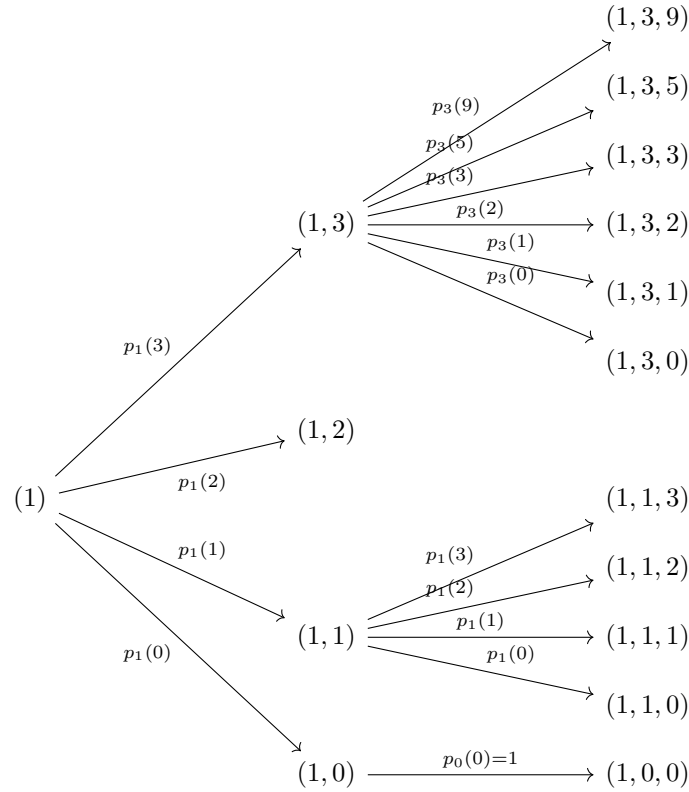 (1, 3, 9)
(1, 3, 5)
p₃(9)
p₃(5)
(1, 3, 3)
p₃(3)
(1, 3)
p₃(2)
(1, 3, 2)
p₃(1)
p₃(0)
(1, 3, 1)
p₁(3)
(1, 3, 0)
(1, 2)
p₁(2)
(1)
(1, 1, 3)
p₁(1)
p₁(3)
(1, 1, 2)
p₁(2)
p₁(1)
(1, 1)
(1, 1, 1)
p₁(0)
p₁(0)
(1, 1, 0)
p₀(0)=1
(1, 0)
(1, 0, 0)